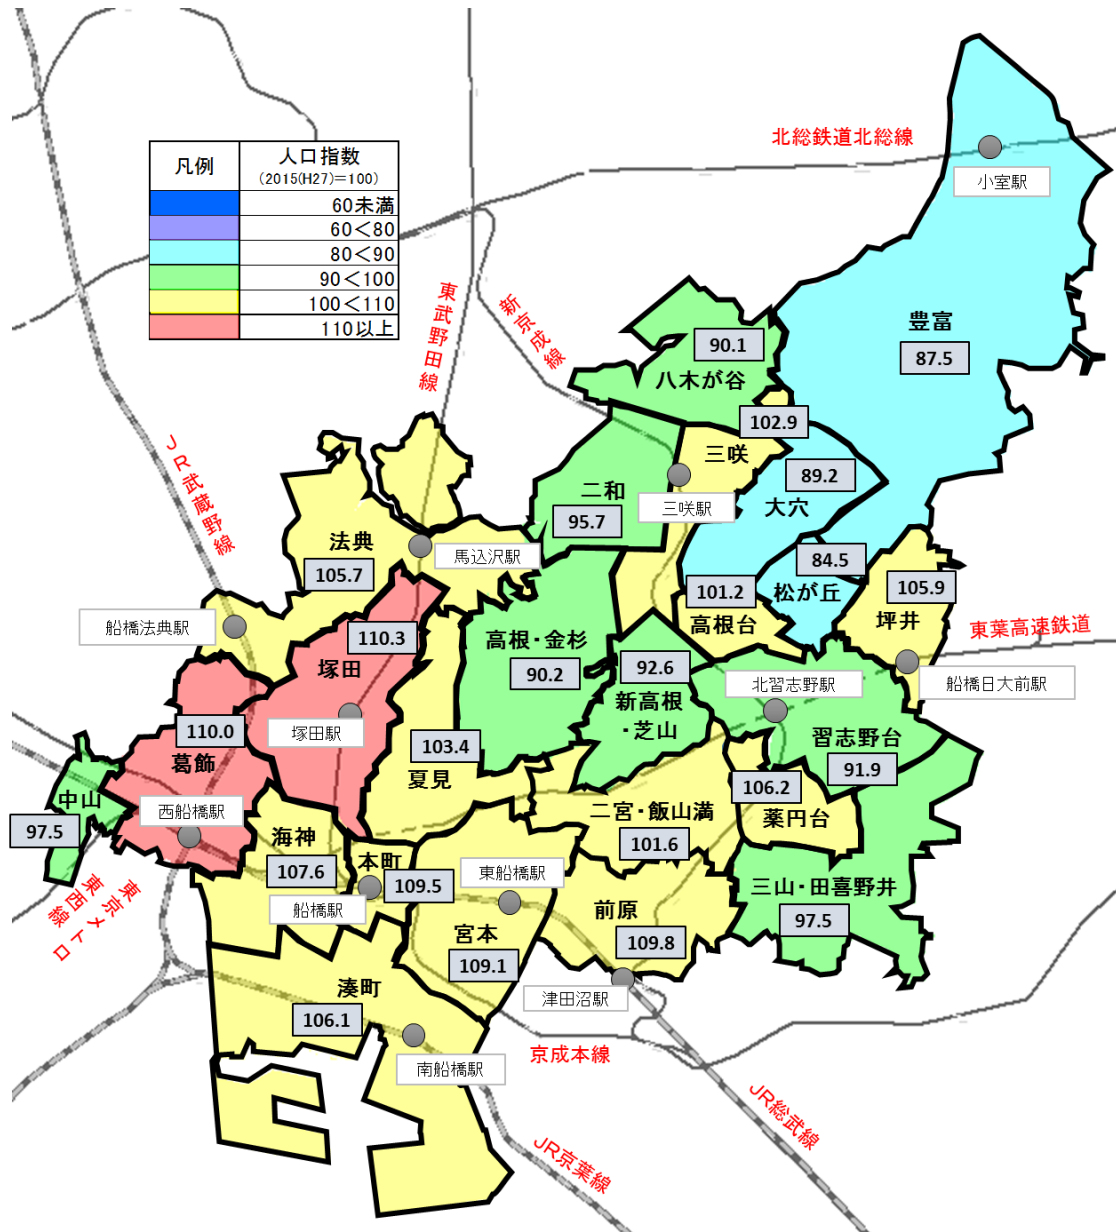 北総鉄道北総線
小室駅
凡例
人口指数
(2015(H27)=100)
60未満
60<80
80<90
90<100
100<110
110以上
東武野田線
新京成線
豊富
87.5
90.1
八木が谷
102.9
三咲
三咲駅
二和
95.7
89.2
大穴
JR武蔵野線
法典
105.7
馬込沢駅
84.5
松が丘
101.2
高根台
105.9
坪井
東葉高速鉄道
船橋日大前駅
船橋法典駅
110.3
塚田
塚田駅
高根・金杉
90.2
92.6
新高根
・芝山
北習志野駅
習志野台
91.9
110.0
葛飾
103.4
夏見
中山
97.5
西船橋駅
106.2
薬円台
二宮・飯山満
101.6
海神
107.6
本町
109.5
船橋駅
東船橋駅
東京メトロ
東西線
前原
109.8
三山・田喜野井
97.5
宮本
109.1
津田沼駅
湊町
106.1
南船橋駅
京成本線
JR総武線
JR京葉線